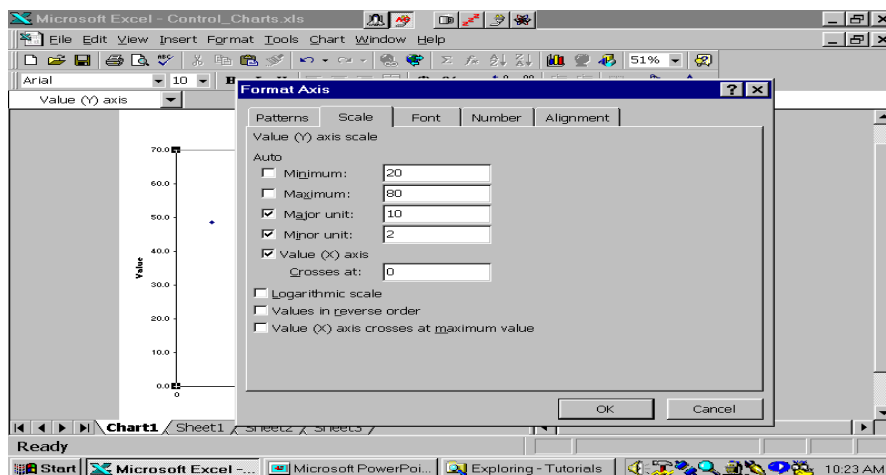 Microsoft Excel - Control_Charts.xls
File Edit View Insert Format Tools Chart Window Help
51%
Arial 10 B
Value (Y) axis
Format Axis
Patterns Scale Font Number Alignment
Value (Y) axis scale
Auto
Minimum: 20
Maximum: 80
Major unit: 10
Minor unit: 2
Value (X) axis
Crosses at: 0
Logarithmic scale
Values in reverse order
Value (X) axis crosses at maximum value
OK Cancel
70.0
60.0
50.0
40.0
30.0
20.0
10.0
0.0
0
Value
Chart1 Sheet1 Sheet2 Sheet3
Ready
Start Microsoft Excel -... Microsoft PowerPoi... Exploring - Tutorials 10:23 AM